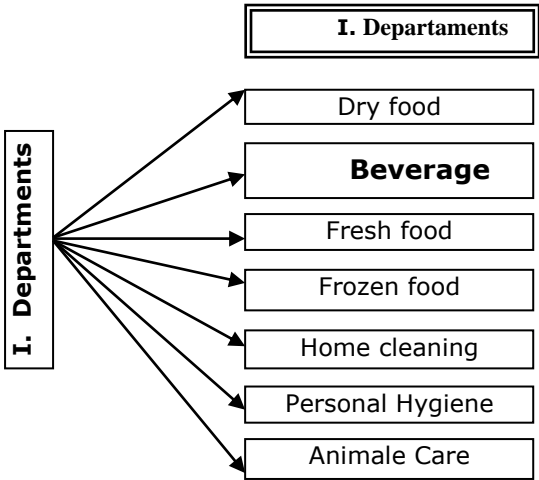 I. Departaments
I. Departments
Dry food
Beverage
Fresh food
Frozen food
Home cleaning
Personal Hygiene
Animale Care